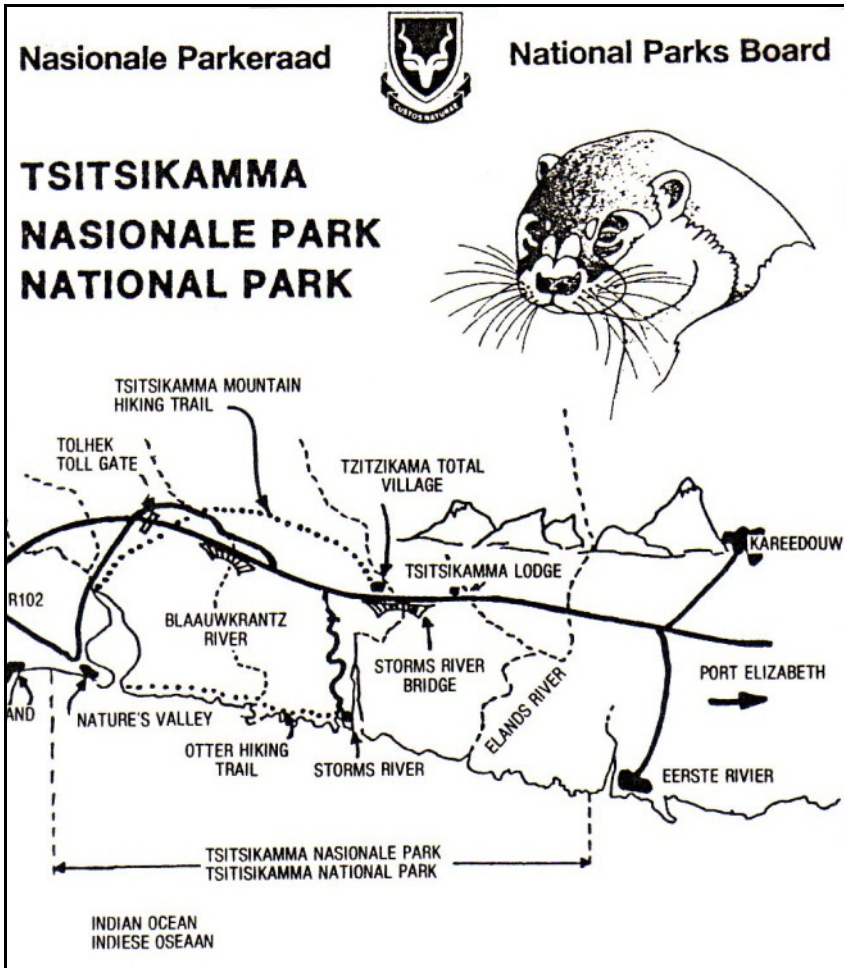 Nasionale Parkeraad
CUSTOS NATURAE
National Parks Board
TSITSIKAMMA
NASIONALE PARK
NATIONAL PARK
TSITSIKAMMA MOUNTAIN
HIKING TRAIL
TOLHEK
TOLL GATE
TZITZIKAMA TOTAL
VILLAGE
KAREEDOUW
TSITSIKAMMA LODGE
R102
BLAAUWKRANTZ
RIVER
STORMS RIVER
BRIDGE
ELANDS RIVER
PORT ELIZABETH
AND
NATURE'S VALLEY
OTTER HIKING
TRAIL
STORMS RIVER
EERSTE RIVIER
TSITSIKAMMA NASIONALE PARK
TSITISIKAMMA NATIONAL PARK
INDIAN OCEAN
INDIESE OSEAAN